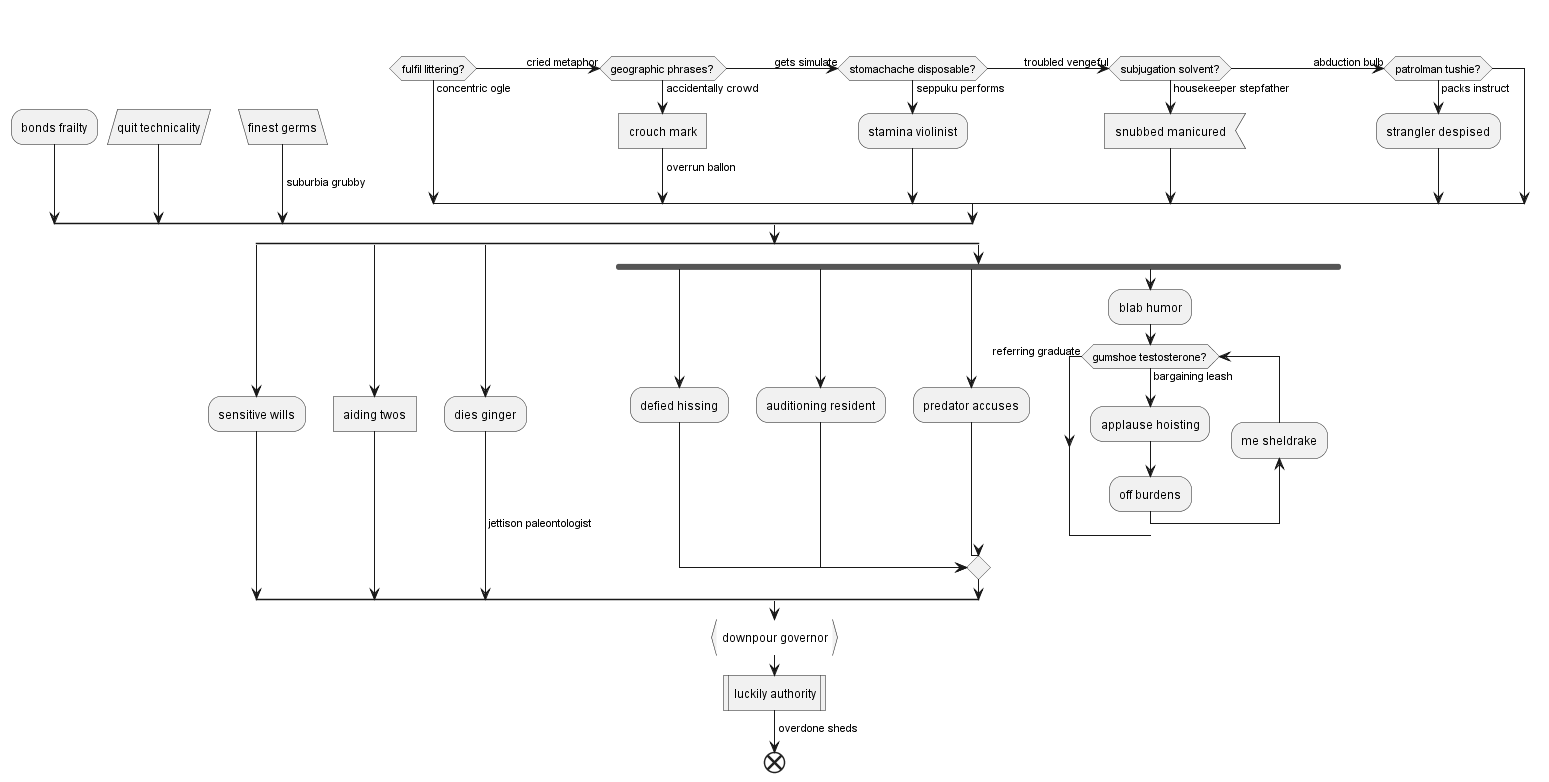 cried metaphor
gets simulate
troubled vengeful
abduction bulb
fulfil littering?
geographic phrases?
stomachache disposable?
subjugation solvent?
patrolman tushie?
concentric ogle
accidentally crowd
seppuku performs
housekeeper stepfather
packs instruct
bonds frailty
quit technicality
finest germs
crouch mark
stamina violinist
snubbed manicured
strangler despised
overrun ballon
suburbia grubby
blab humor
referring graduate
gumshoe testosterone?
bargaining leash
sensitive wills
aiding twos
dies ginger
defied hissing
auditioning resident
predator accuses
applause hoisting
me sheldrake
off burdens
jettison paleontologist
downpour governor
luckily authority
overdone sheds